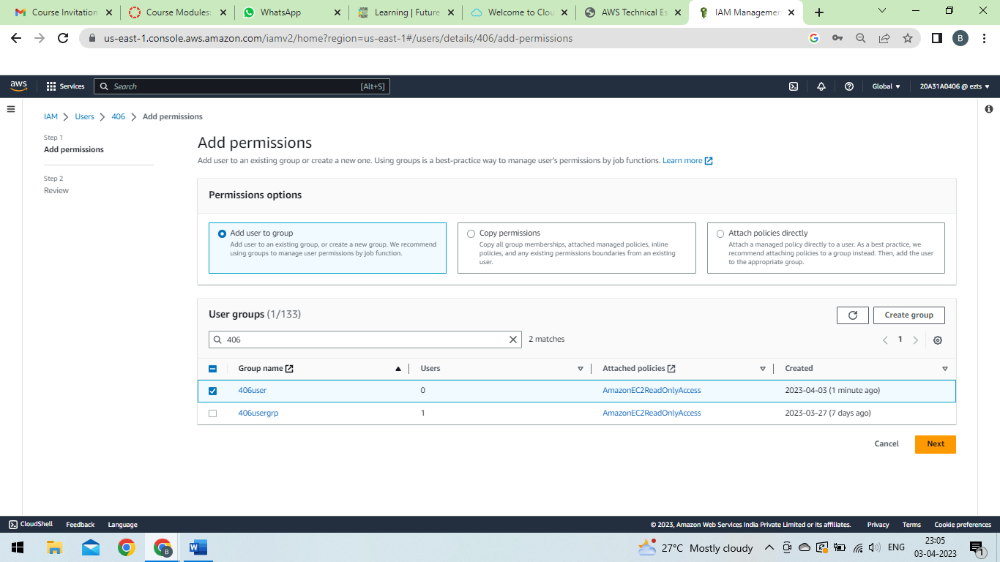 Course Invitation
Course Modules:
WhatsApp
Learning | Future
Welcome to Clou
AWS Technical Es
IAM Managemen
us-east-1.console.aws.amazon.com/iamv2/home?region=us-east-1#/users/details/406/add-permissions
B
aws
Services
Search
[Alt+S]
Global
20A31A0406 @ ezts
IAM
Users
406
Add permissions
Step 1
Add permissions
Step 2
Review
Add permissions
Add user to an existing group or create a new one. Using groups is a best-practice way to manage user's permissions by job functions. Learn more
Permissions options
Add user to group
Add user to an existing group, or create a new group. We recommend
using groups to manage user permissions by job function.
Copy permissions
Copy all group memberships, attached managed policies, inline
policies, and any existing permissions boundaries from an existing
user.
Attach policies directly
Attach a managed policy directly to a user. As a best practice, we
recommend attaching policies to a group instead. Then, add the user
to the appropriate group.
User groups (1/133)
Create group
406
2 matches
1
Group name
Users
Attached policies
Created
406user
0
AmazonEC2ReadOnlyAccess
2023-04-03 (1 minute ago)
406usergrp
1
AmazonEC2ReadOnlyAccess
2023-03-27 (7 days ago)
Cancel
Next
CloudShell
Feedback
Language
© 2023, Amazon Web Services India Private Limited or its affiliates.
Privacy
Terms
Cookie preferences
B
27°C Mostly cloudy
ENG
23:05
03-04-2023
1